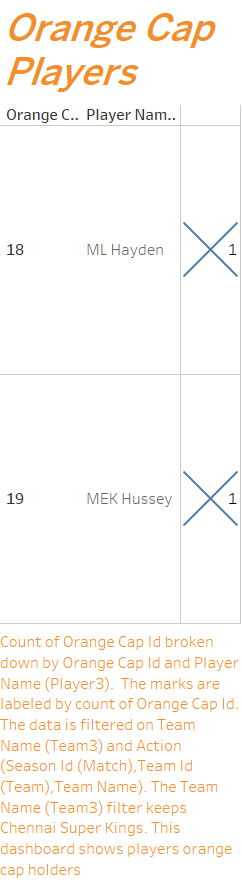 Orange Cap
Players
Orange C.. Player Nam..
18 ML Hayden 1
19 MEK Hussey 1
Count of Orange Cap Id broken
down by Orange Cap Id and Player
Name (Player3).  The marks are
labeled by count of Orange Cap Id.
The data is filtered on Team
Name (Team3) and Action
(Season Id (Match),Team Id
(Team),Team Name). The Team
Name (Team3) filter keeps
Chennai Super Kings. This
dashboard shows players orange
cap holders